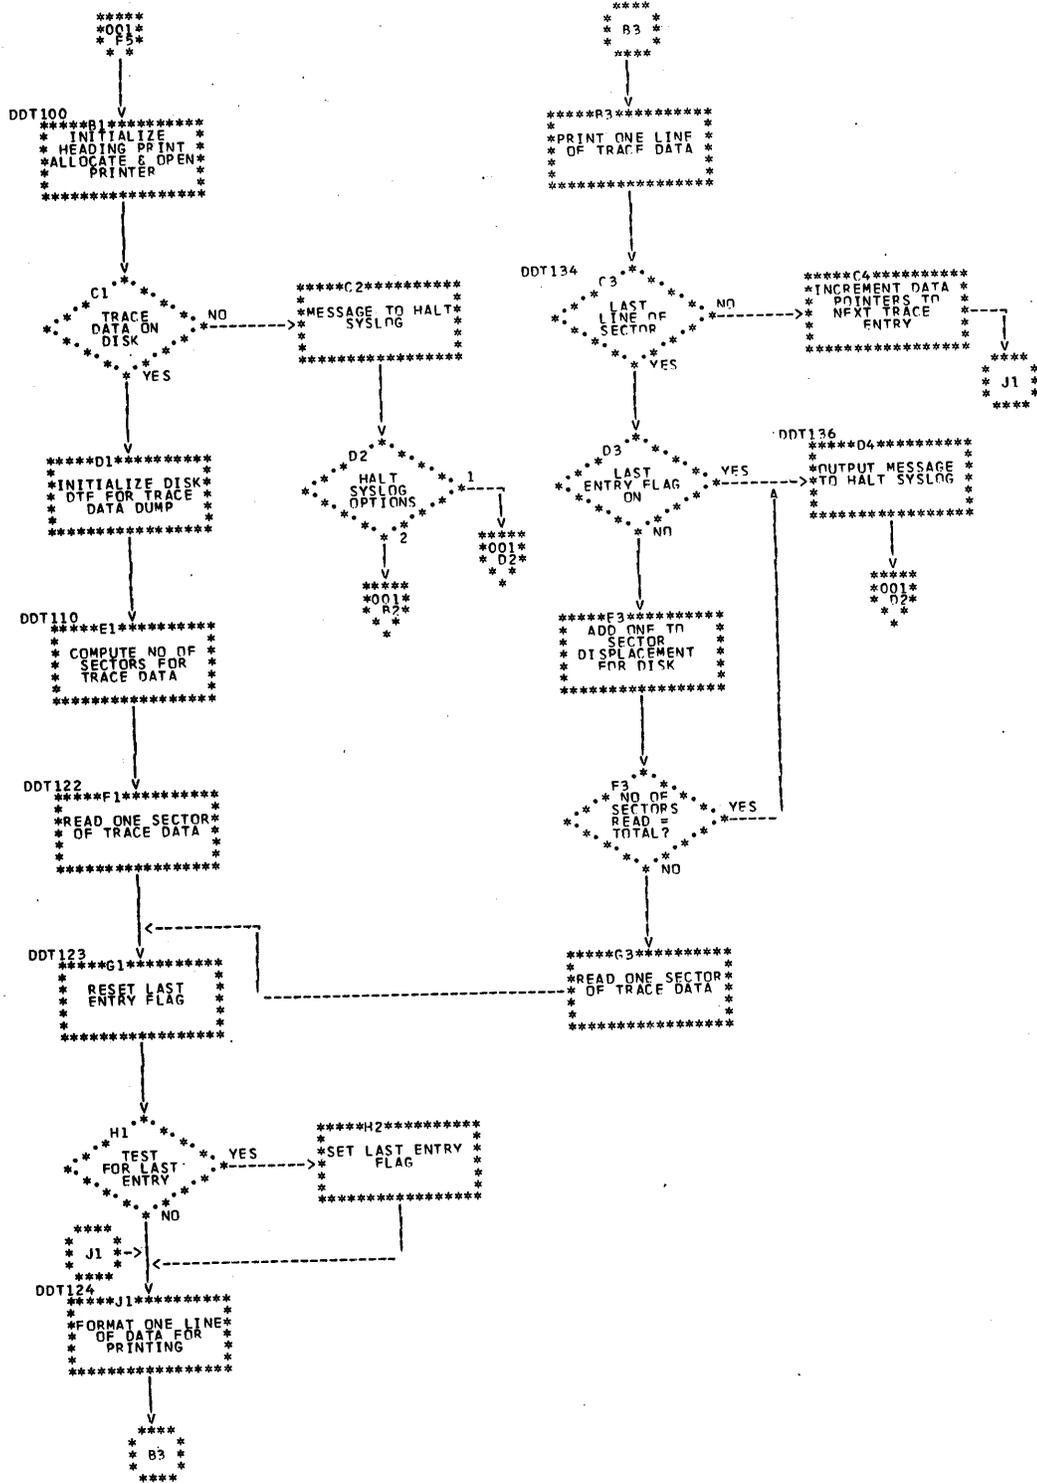 001
F5
DDT100
B1
INITIALIZE
HEADING PRINT
ALLOCATE & OPEN
PRINTER
C1
TRACE
DATA ON
DISK
NO
YES
C2
MESSAGE TO HALT
SYSLOG
D1
INITIALIZE DISK
DTF FOR TRACE
DATA DUMP
D2
HALT
SYSLOG
OPTIONS
1
2
001
D2
001
B2
DDT110
E1
COMPUTE NO OF
SECTORS FOR
TRACE DATA
DDT122
F1
READ ONE SECTOR
OF TRACE DATA
DDT123
G1
RESET LAST
ENTRY FLAG
H1
TEST
FOR LAST
ENTRY
YES
NO
H2
SET LAST ENTRY
FLAG
J1
DDT124
J1
FORMAT ONE LINE
OF DATA FOR
PRINTING
B3
B3
B3
PRINT ONE LINE
OF TRACE DATA
DDT134
C3
LAST
LINE OF
SECTOR
NO
YES
C4
INCREMENT DATA
POINTERS TO
NEXT TRACE
ENTRY
J1
D3
LAST
ENTRY FLAG
ON
YES
NO
DDT136
D4
OUTPUT MESSAGE
TO HALT SYSLOG
001
D2
E3
ADD ONE TO
SECTOR
DISPLACEMENT
FOR DISK
F3
NO OF
SECTORS
READ =
TOTAL?
YES
NO
G3
READ ONE SECTOR
OF TRACE DATA